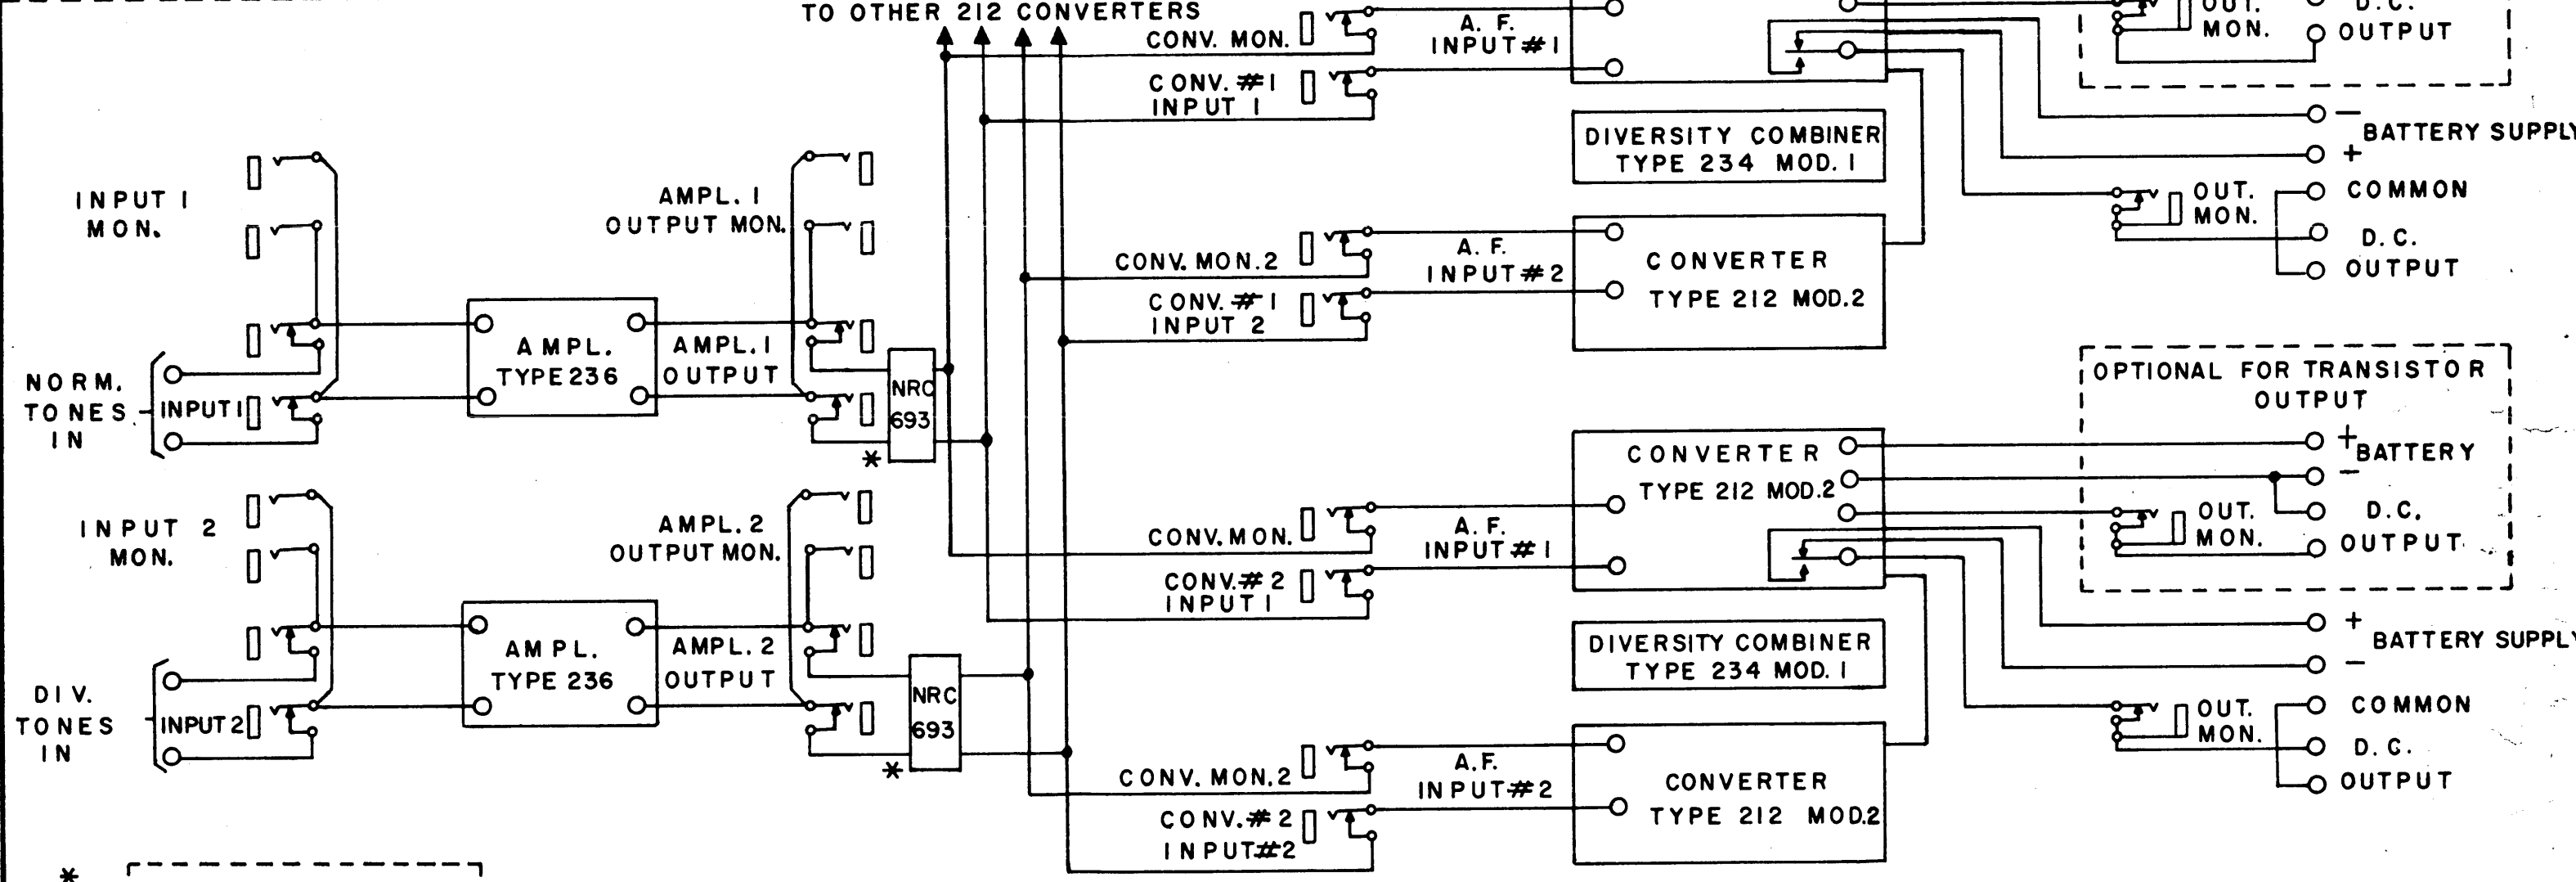 TO OTHER 212 CONVERTERS
CONV. MON.
A. F.
INPUT #1
CONV. #1
INPUT 1
OUT.
MON.
D.C.
OUTPUT
DIVERSITY COMBINER
TYPE 234 MOD. 1
−
BATTERY SUPPLY
+
OUT.
MON.
COMMON
D.C.
OUTPUT
INPUT 1
MON.
AMPL. 1
OUTPUT MON.
CONV. MON. 2
A. F.
INPUT #2
CONV. #1
INPUT 2
CONVERTER
TYPE 212 MOD.2
NORM.
TONES
IN
INPUT 1
AMPL.
TYPE 236
AMPL. 1
OUTPUT
NRC
693
*
OPTIONAL FOR TRANSISTOR
OUTPUT
CONVERTER
TYPE 212 MOD.2
+
BATTERY
−
OUT.
MON.
D.C.
OUTPUT
INPUT 2
MON.
AMPL. 2
OUTPUT MON.
CONV. MON.
A. F.
INPUT #1
CONV. #2
INPUT 1
DIVERSITY COMBINER
TYPE 234 MOD. 1
+
BATTERY SUPPLY
−
DIV.
TONES
IN
INPUT 2
AMPL.
TYPE 236
AMPL. 2
OUTPUT
NRC
693
*
OUT.
MON.
COMMON
D.C.
OUTPUT
CONV. MON. 2
A.F.
INPUT #2
CONV. #2
INPUT #2
CONVERTER
TYPE 212 MOD.2
*